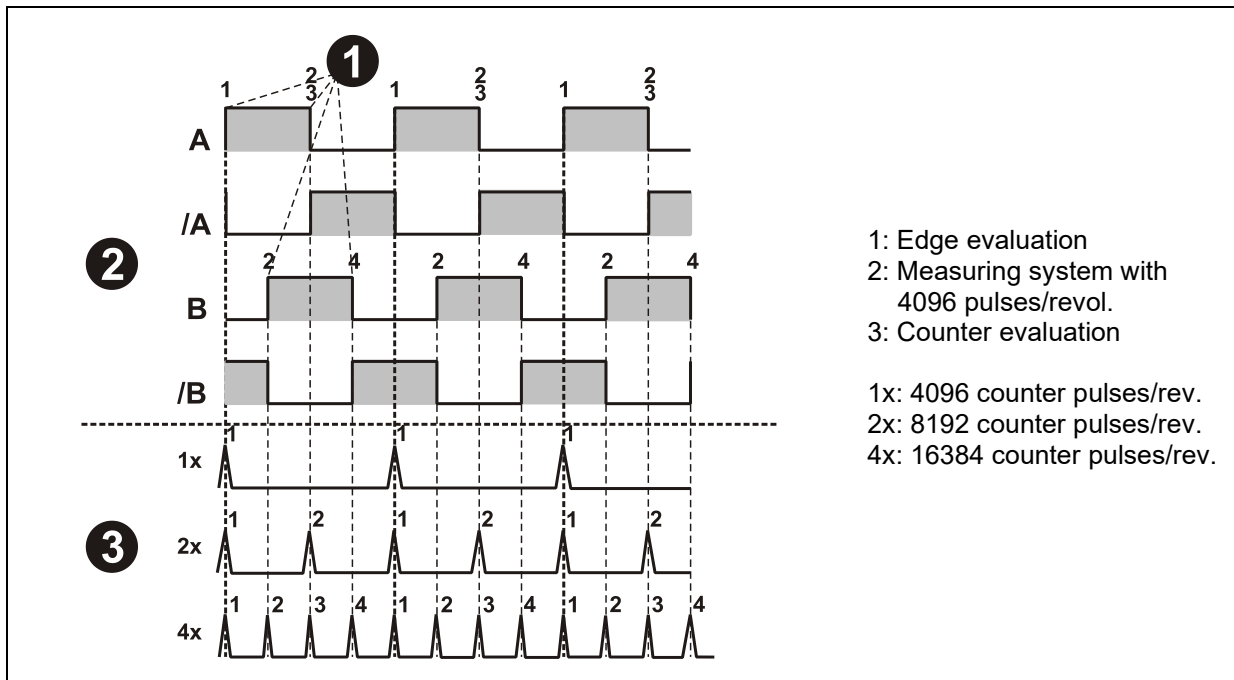 1
1 2 1 2 1 2
3 3 3
A
/A
2
2 4 2 4 2 4
B
/B
1 1 1
1x
1 2 1 2 1 2
3
2x
1 2 3 4 1 2 3 4 1 2 3 4
4x
1: Edge evaluation
2: Measuring system with
4096 pulses/revol.
3: Counter evaluation
1x: 4096 counter pulses/rev.
2x: 8192 counter pulses/rev.
4x: 16384 counter pulses/rev.